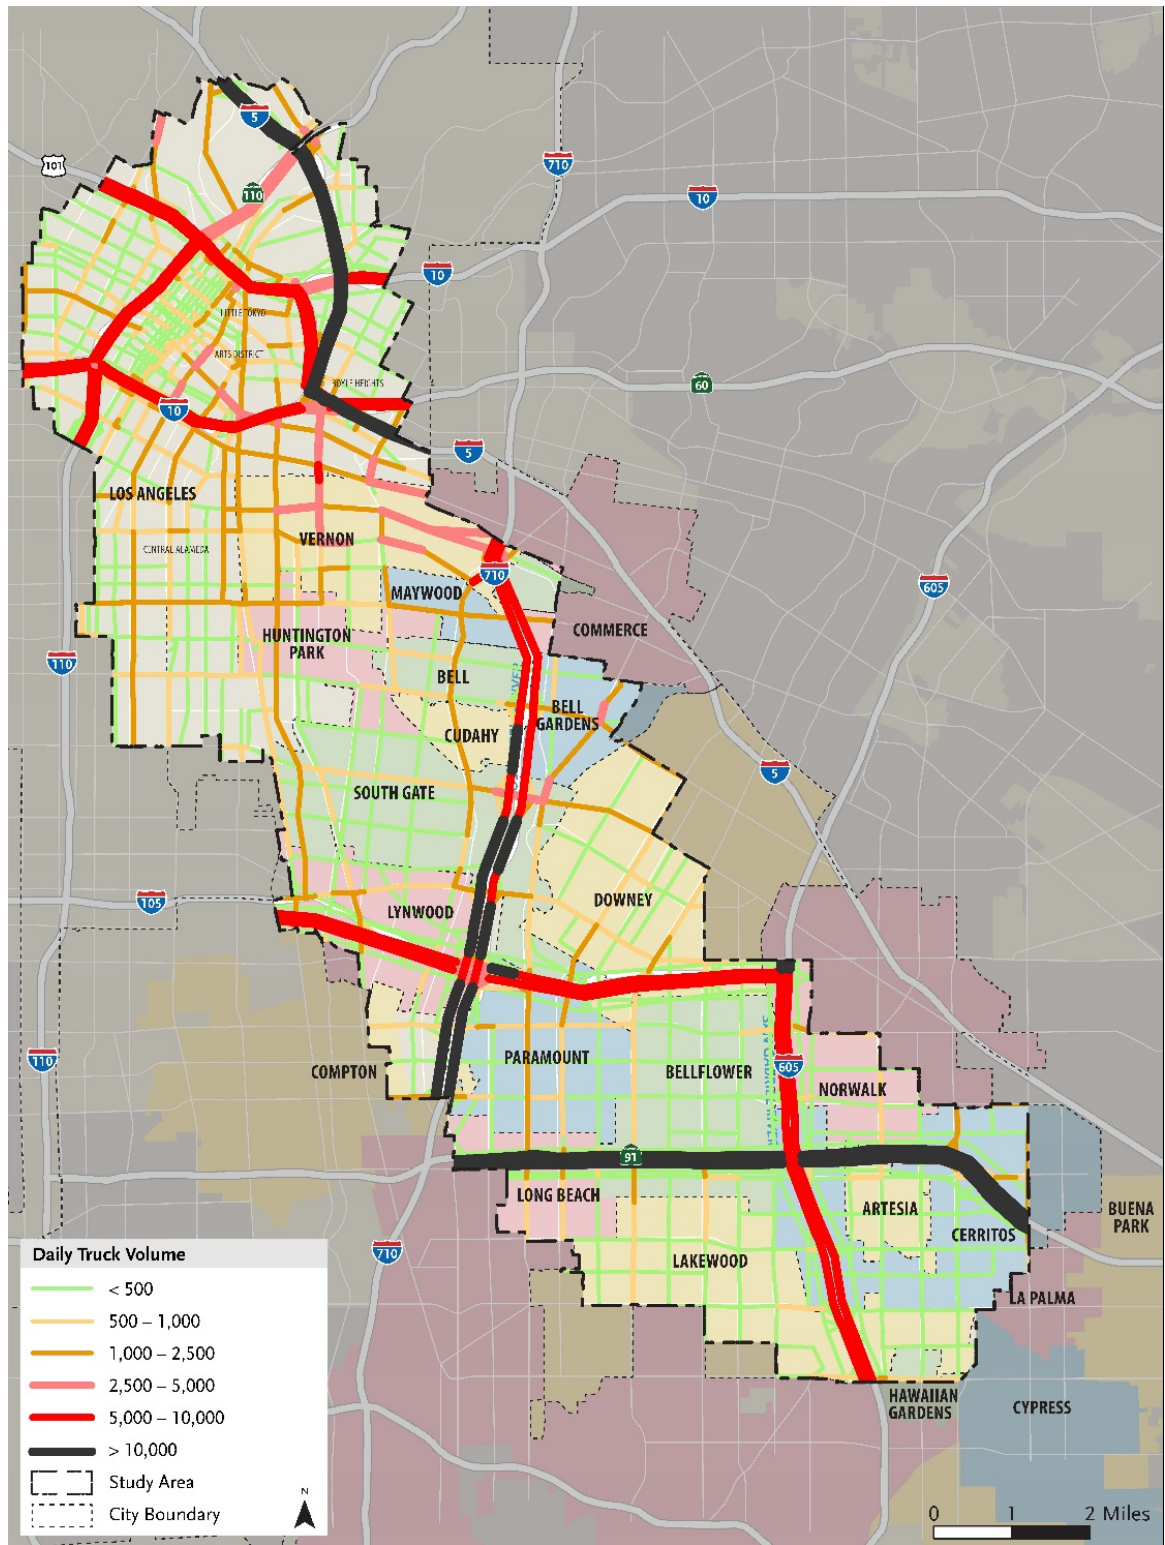 5
101
110
710
10
10
LITTLE TOKYO
ARTS DISTRICT
BOYLE HEIGHTS
60
10
5
LOS ANGELES
VERNON
CENTRAL ALAMEDA
710
MAYWOOD
605
COMMERCE
HUNTINGTON
PARK
110
BELL
BELL
GARDENS
CUDAHY
5
SOUTH GATE
105
DOWNEY
LYNWOOD
110
PARAMOUNT
COMPTON
BELLFLOWER
605
NORWALK
91
LONG BEACH
ARTESIA
BUENA
PARK
CERRITOS
710
LAKEWOOD
LA PALMA
HAWAIIAN
GARDENS
CYPRESS
Daily Truck Volume
< 500
500 – 1,000
1,000 – 2,500
2,500 – 5,000
5,000 – 10,000
> 10,000
Study Area
City Boundary
N
0 1 2 Miles